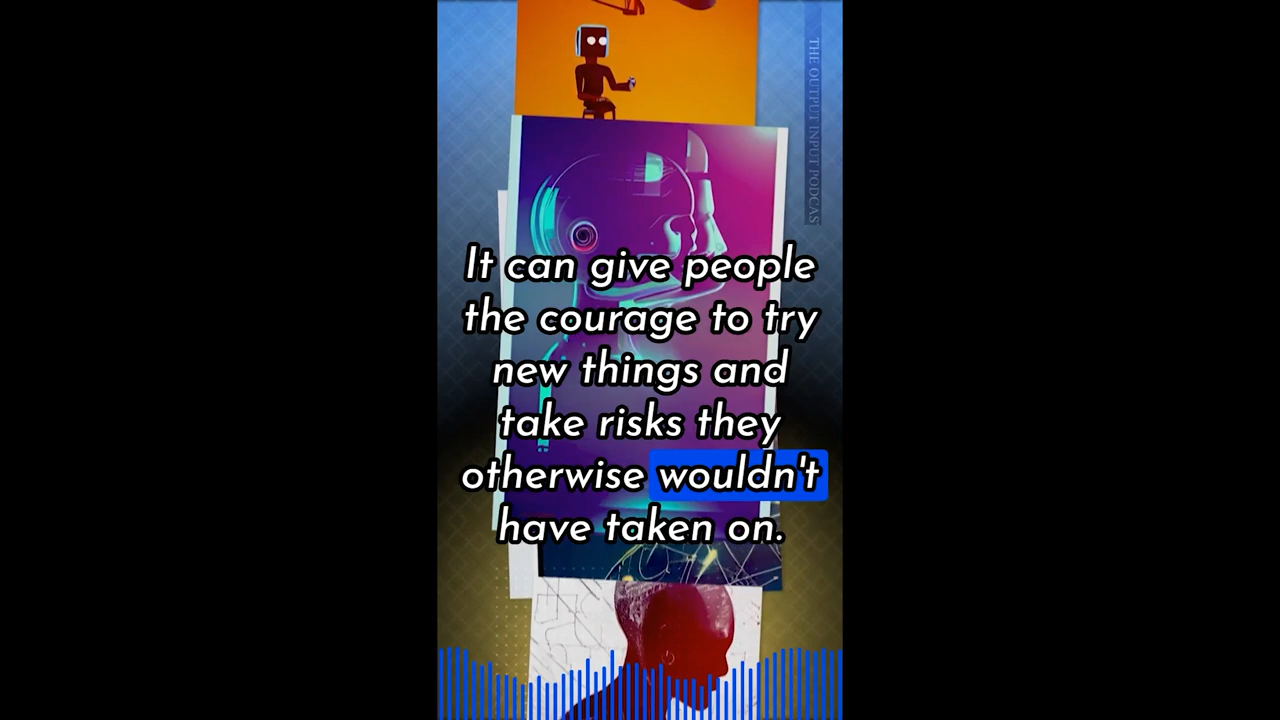 THE OUTPUT INPUT PODCAS
It can give people
the courage to try
new things and
take risks they
otherwise wouldn't
have taken on.